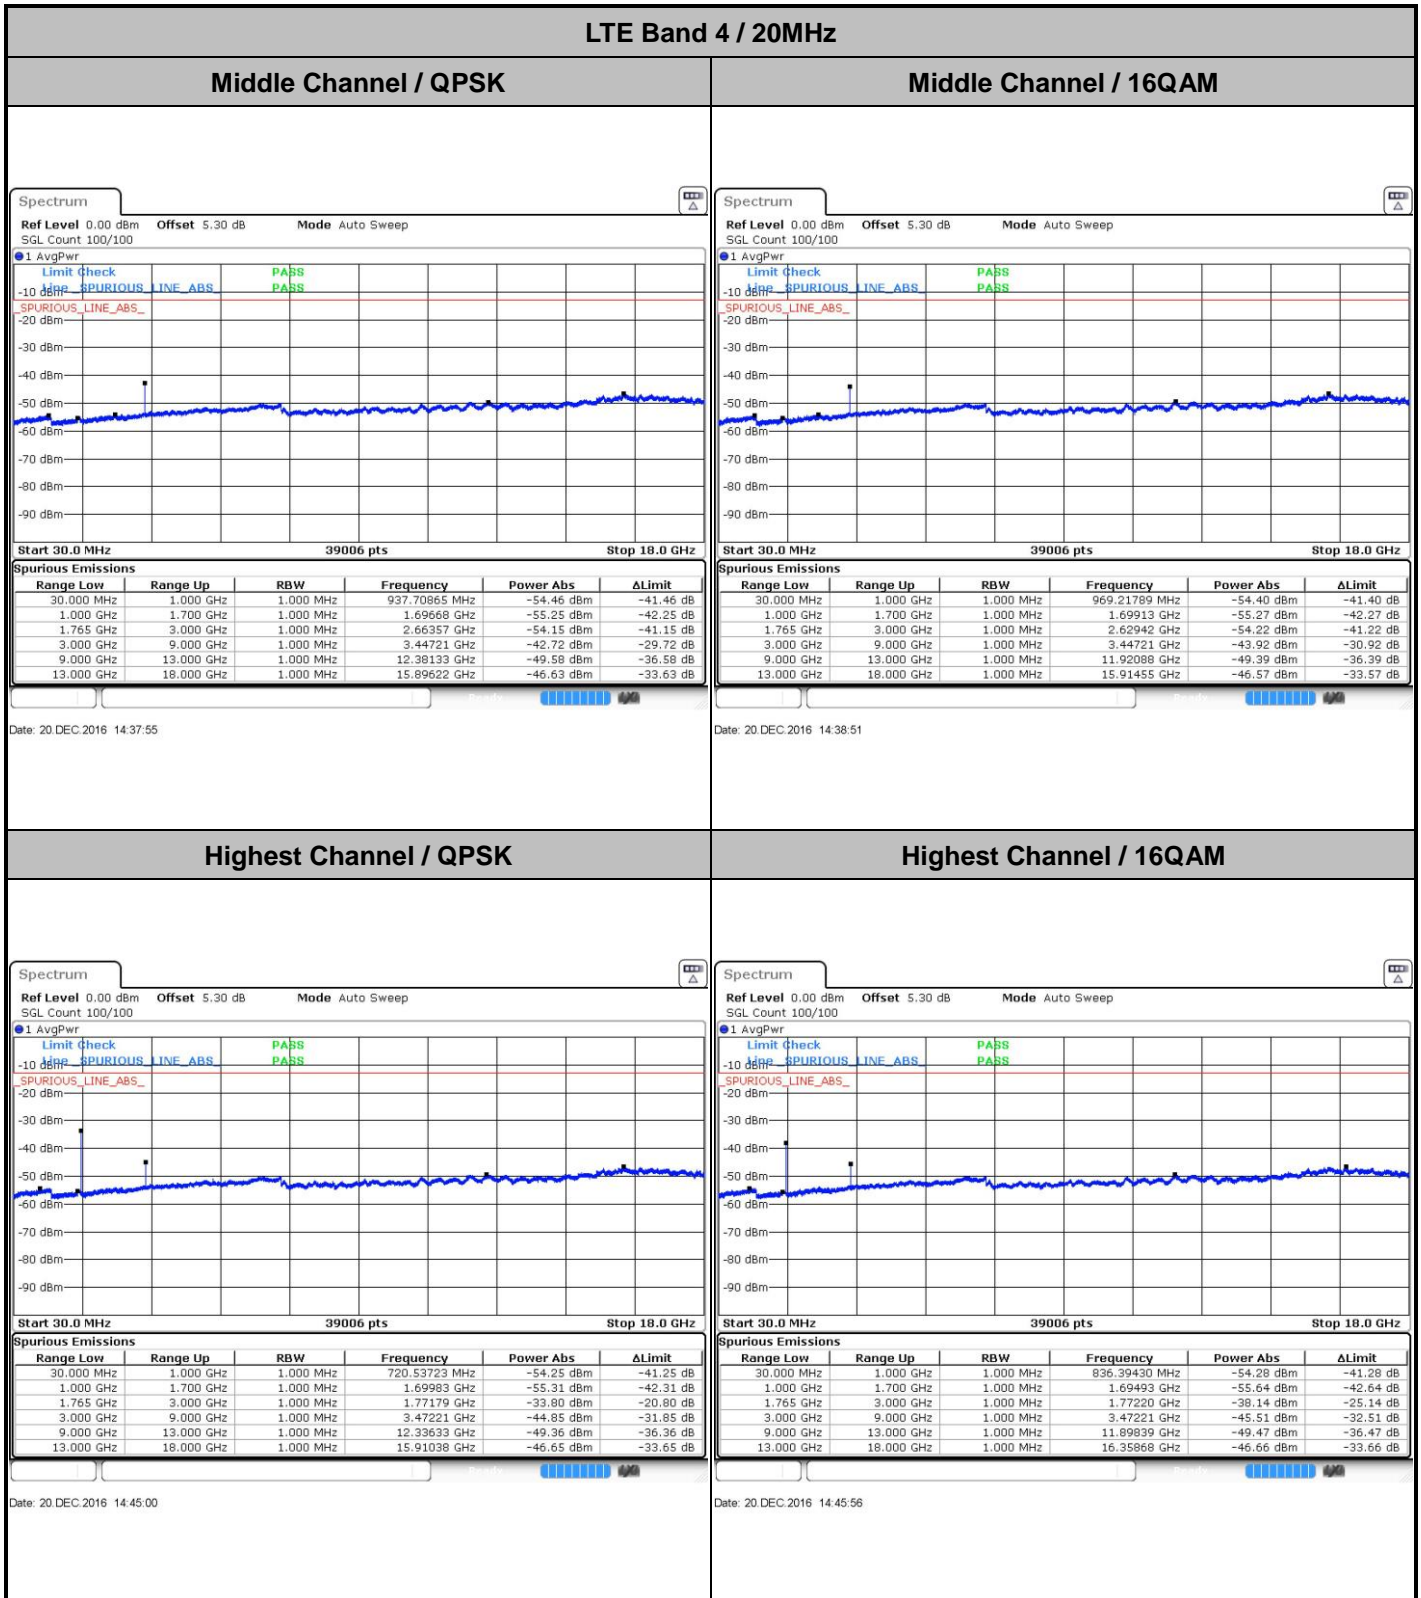 LTE Band 4 / 20MHz
Middle Channel / QPSK
Middle Channel / 16QAM
Spectrum
Ref Level 0.00 dBm Offset 5.30 dB Mode Auto Sweep
SGL Count 100/100
1 AvgPwr
Limit Check PASS
-10 dBm Line _SPURIOUS_LINE_ABS_ PASS
_SPURIOUS_LINE_ABS_
-20 dBm
-30 dBm
-40 dBm
-50 dBm
-60 dBm
-70 dBm
-80 dBm
-90 dBm
Start 30.0 MHz 39006 pts Stop 18.0 GHz
Spurious Emissions
Range Low Range Up RBW Frequency Power Abs ΔLimit
30.000 MHz 1.000 GHz 1.000 MHz 937.70865 MHz -54.46 dBm -41.46 dB
1.000 GHz 1.700 GHz 1.000 MHz 1.69668 GHz -55.25 dBm -42.25 dB
1.765 GHz 3.000 GHz 1.000 MHz 2.66357 GHz -54.15 dBm -41.15 dB
3.000 GHz 9.000 GHz 1.000 MHz 3.44721 GHz -42.72 dBm -29.72 dB
9.000 GHz 13.000 GHz 1.000 MHz 12.38133 GHz -49.58 dBm -36.58 dB
13.000 GHz 18.000 GHz 1.000 MHz 15.89622 GHz -46.63 dBm -33.63 dB
Date: 20.DEC.2016 14:37:55
Spectrum
Ref Level 0.00 dBm Offset 5.30 dB Mode Auto Sweep
SGL Count 100/100
1 AvgPwr
Limit Check PASS
-10 dBm Line _SPURIOUS_LINE_ABS_ PASS
_SPURIOUS_LINE_ABS_
-20 dBm
-30 dBm
-40 dBm
-50 dBm
-60 dBm
-70 dBm
-80 dBm
-90 dBm
Start 30.0 MHz 39006 pts Stop 18.0 GHz
Spurious Emissions
Range Low Range Up RBW Frequency Power Abs ΔLimit
30.000 MHz 1.000 GHz 1.000 MHz 969.21789 MHz -54.40 dBm -41.40 dB
1.000 GHz 1.700 GHz 1.000 MHz 1.69913 GHz -55.27 dBm -42.27 dB
1.765 GHz 3.000 GHz 1.000 MHz 2.62942 GHz -54.22 dBm -41.22 dB
3.000 GHz 9.000 GHz 1.000 MHz 3.44721 GHz -43.92 dBm -30.92 dB
9.000 GHz 13.000 GHz 1.000 MHz 11.92088 GHz -49.39 dBm -36.39 dB
13.000 GHz 18.000 GHz 1.000 MHz 15.91455 GHz -46.57 dBm -33.57 dB
Date: 20.DEC.2016 14:38:51
Highest Channel / QPSK
Highest Channel / 16QAM
Spectrum
Ref Level 0.00 dBm Offset 5.30 dB Mode Auto Sweep
SGL Count 100/100
1 AvgPwr
Limit Check PASS
-10 dBm Line _SPURIOUS_LINE_ABS_ PASS
_SPURIOUS_LINE_ABS_
-20 dBm
-30 dBm
-40 dBm
-50 dBm
-60 dBm
-70 dBm
-80 dBm
-90 dBm
Start 30.0 MHz 39006 pts Stop 18.0 GHz
Spurious Emissions
Range Low Range Up RBW Frequency Power Abs ΔLimit
30.000 MHz 1.000 GHz 1.000 MHz 720.53723 MHz -54.25 dBm -41.25 dB
1.000 GHz 1.700 GHz 1.000 MHz 1.69983 GHz -55.31 dBm -42.31 dB
1.765 GHz 3.000 GHz 1.000 MHz 1.77179 GHz -33.80 dBm -20.80 dB
3.000 GHz 9.000 GHz 1.000 MHz 3.47221 GHz -44.85 dBm -31.85 dB
9.000 GHz 13.000 GHz 1.000 MHz 12.33633 GHz -49.36 dBm -36.36 dB
13.000 GHz 18.000 GHz 1.000 MHz 15.91038 GHz -46.65 dBm -33.65 dB
Date: 20.DEC.2016 14:45:00
Spectrum
Ref Level 0.00 dBm Offset 5.30 dB Mode Auto Sweep
SGL Count 100/100
1 AvgPwr
Limit Check PASS
-10 dBm Line _SPURIOUS_LINE_ABS_ PASS
_SPURIOUS_LINE_ABS_
-20 dBm
-30 dBm
-40 dBm
-50 dBm
-60 dBm
-70 dBm
-80 dBm
-90 dBm
Start 30.0 MHz 39006 pts Stop 18.0 GHz
Spurious Emissions
Range Low Range Up RBW Frequency Power Abs ΔLimit
30.000 MHz 1.000 GHz 1.000 MHz 836.39430 MHz -54.28 dBm -41.28 dB
1.000 GHz 1.700 GHz 1.000 MHz 1.69493 GHz -55.64 dBm -42.64 dB
1.765 GHz 3.000 GHz 1.000 MHz 1.77220 GHz -38.14 dBm -25.14 dB
3.000 GHz 9.000 GHz 1.000 MHz 3.47221 GHz -45.51 dBm -32.51 dB
9.000 GHz 13.000 GHz 1.000 MHz 11.89839 GHz -49.47 dBm -36.47 dB
13.000 GHz 18.000 GHz 1.000 MHz 16.35868 GHz -46.66 dBm -33.66 dB
Date: 20.DEC.2016 14:45:56